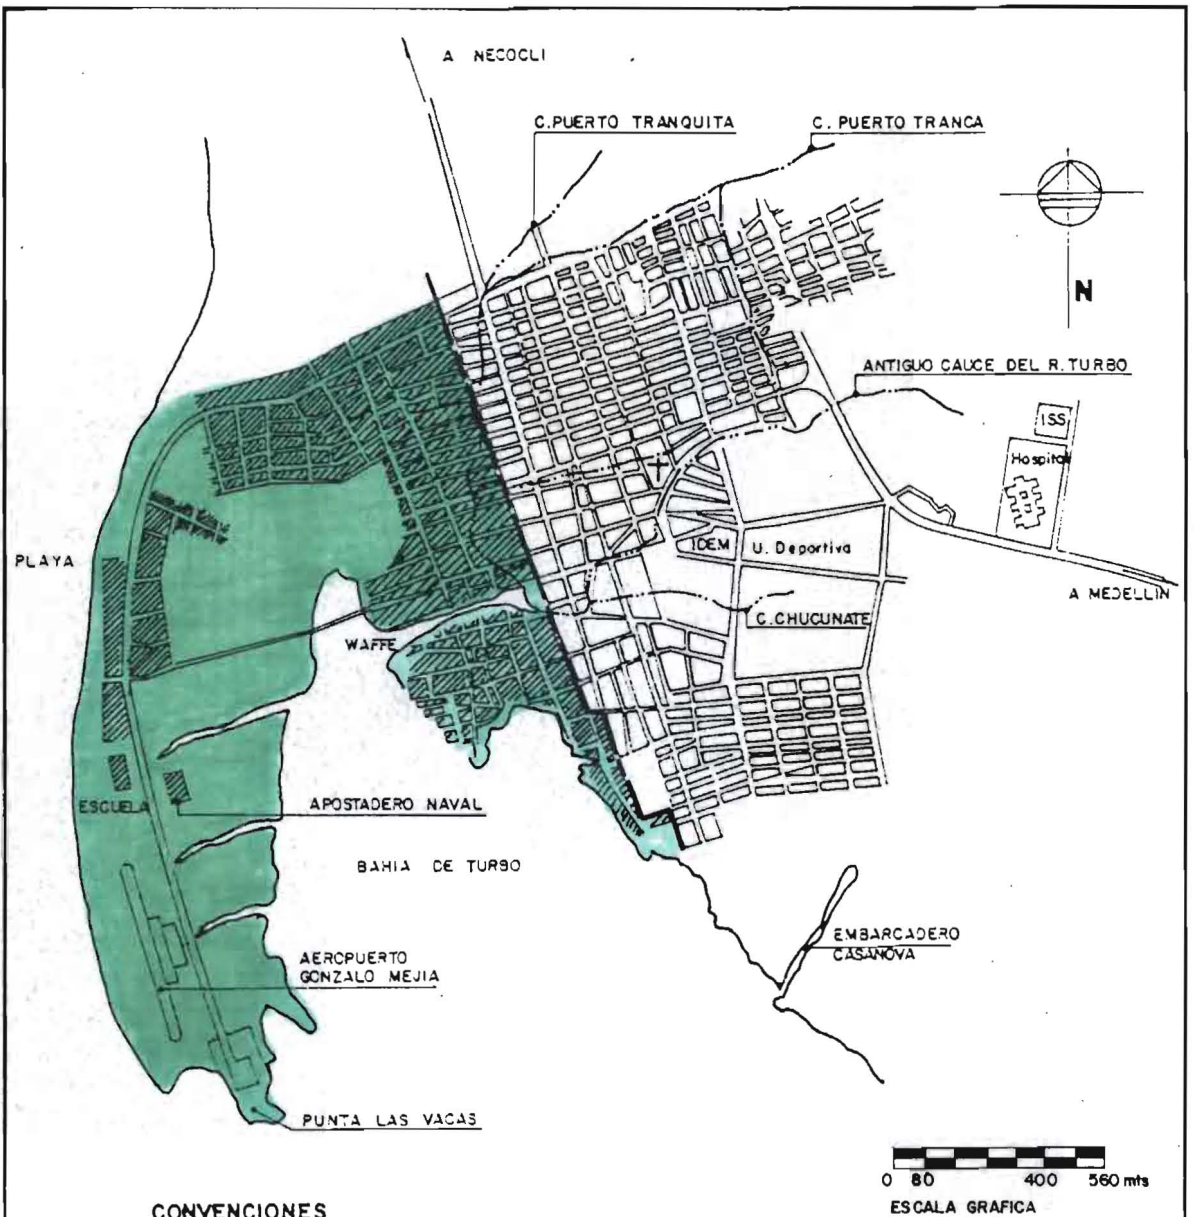 A NECOCLI
C. PUERTO TRANQUITA
C. PUERTO TRANCA
N
ANTIGUO CAUCE DEL R. TURBO
ISS
Hospital
PLAYA
IDEM
U. Deportiva
A MEDELLIN
C. CHUCUNATE
WAFFE
ESCUELA
APOSTADERO NAVAL
BAHIA DE TURBO
EMBARCADERO
CASANOVA
AEROPUERTO
GONZALO MEJIA
PUNTA LAS VACAS
0 80 400 560 mts
ESCALA GRAFICA
CONVENCIONES